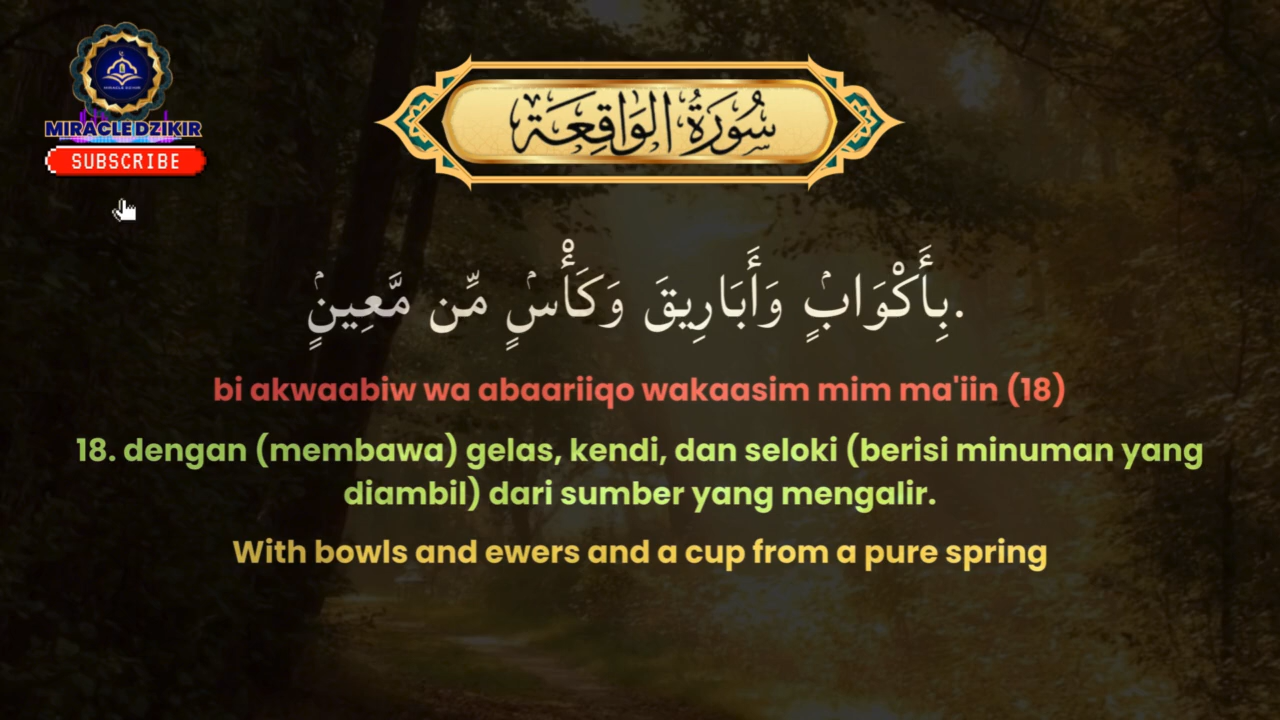 MIRACLEDZIKIR
SUBSCRIBE
سُورَةُ الوَاقِعَة
بِأَكْوَابٍۢ وَأَبَارِيقَ وَكَأْسٍۢ مِّن مَّعِينٍۢ.
bi akwaabiw wa abaariiqo wakaasim mim ma'iin (18)
18. dengan (membawa) gelas, kendi, dan seloki (berisi minuman yang
diambil) dari sumber yang mengalir.
With bowls and ewers and a cup from a pure spring